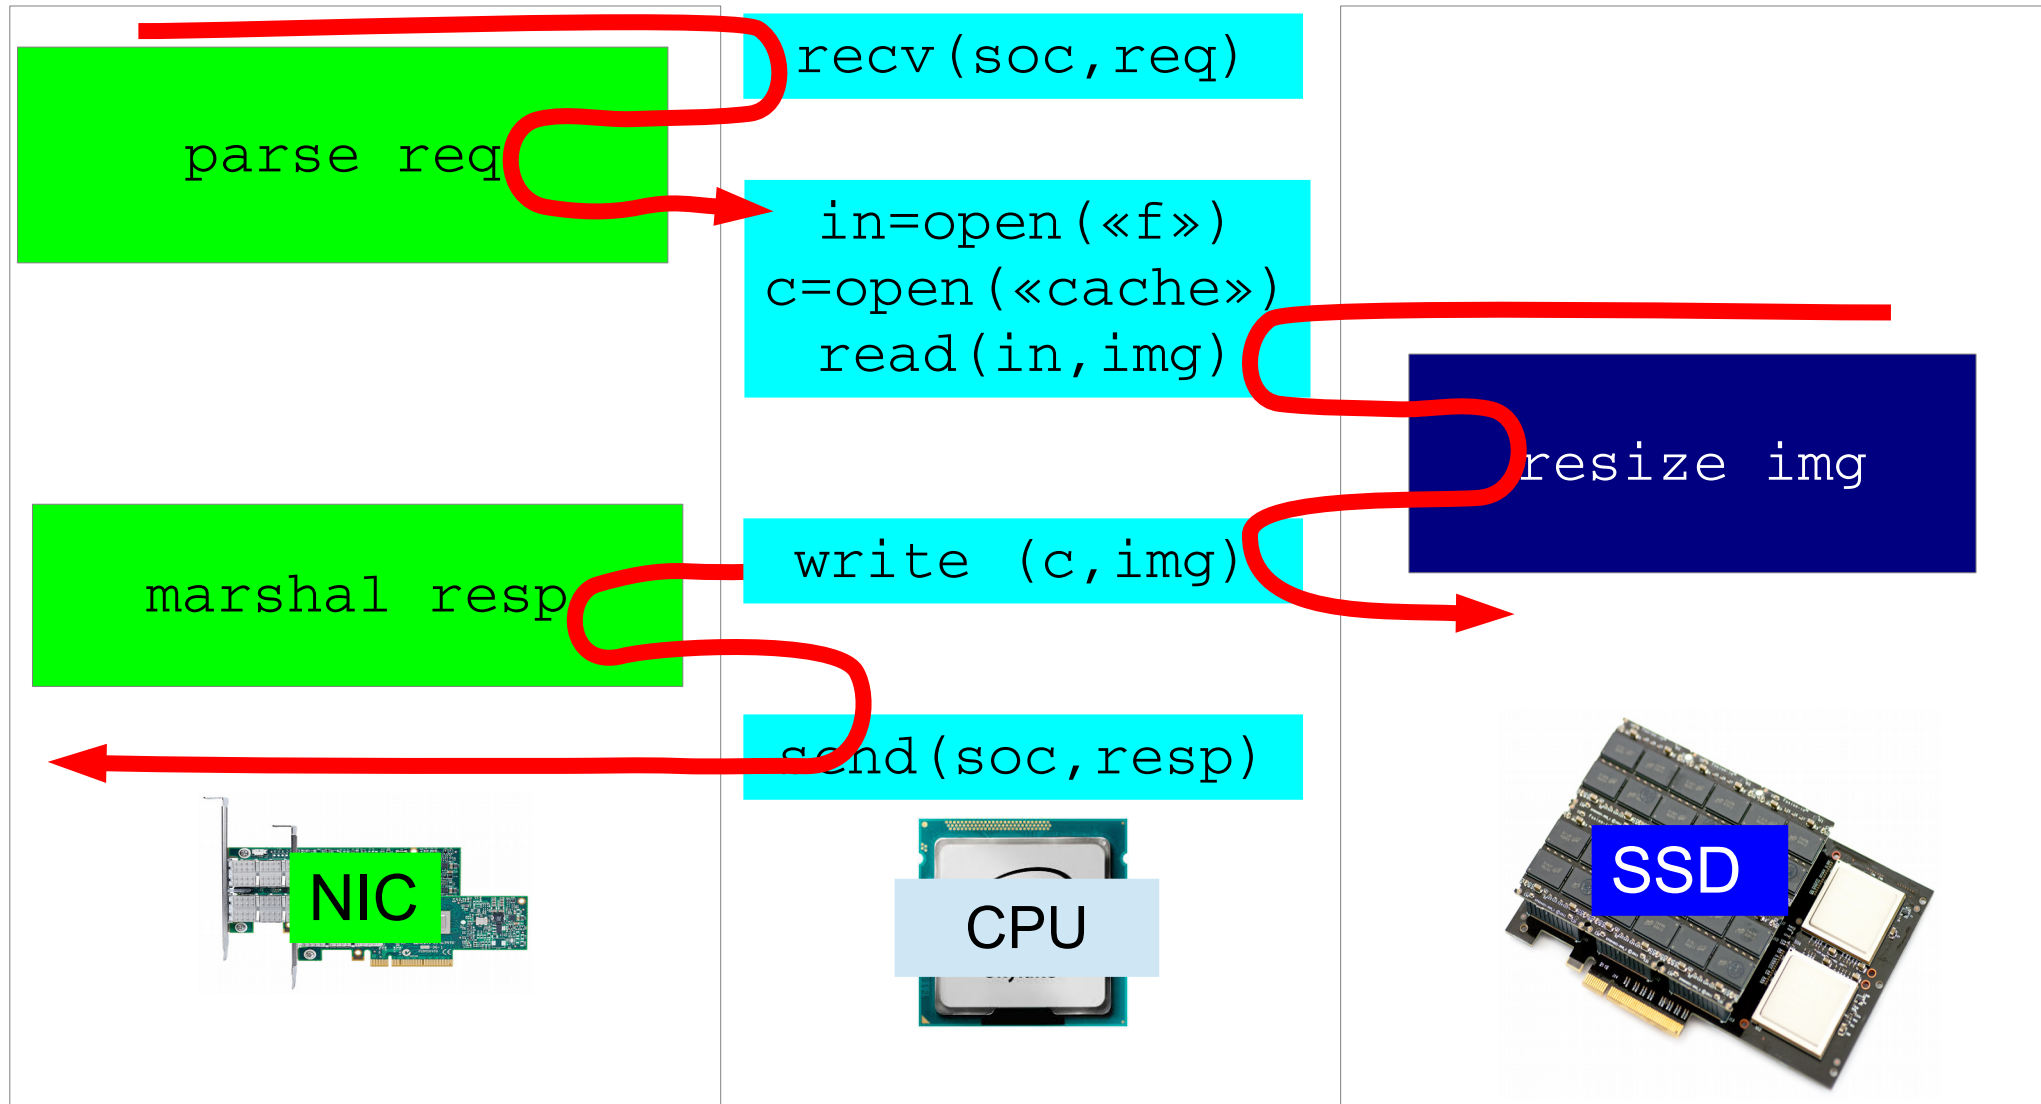 recv(soc,req)
parse req
in=open(«f»)
c=open(«cache»)
read(in,img)
resize img
write (c,img)
marshal resp
send(soc,resp)
NIC
CPU
SSD